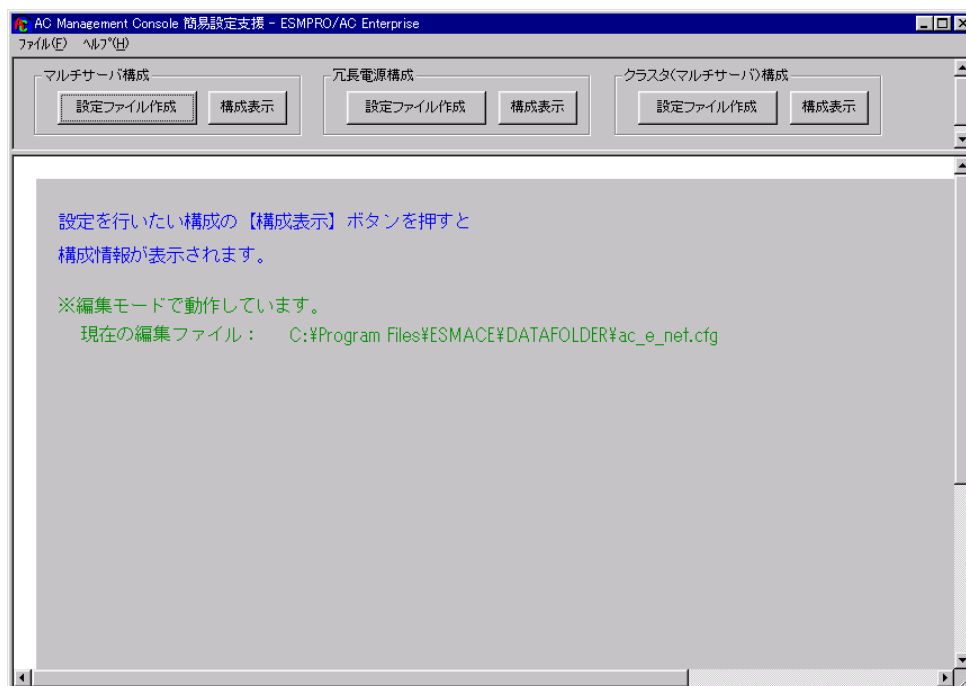 AC Management Console 簡易設定支援 - ESMPRO/AC Enterprise
ファイル(F) ヘルプ(H)
マルチサーバ構成 冗長電源構成 クラスタ(マルチサーバ)構成
設定ファイル作成 構成表示 設定ファイル作成 構成表示 設定ファイル作成 構成表示
設定を行いたい構成の【構成表示】ボタンを押すと
構成情報が表示されます。
※編集モードで動作しています。
現在の編集ファイル： C:¥Program Files¥ESMACE¥DATAFOLDER¥ac_e_net.cfg